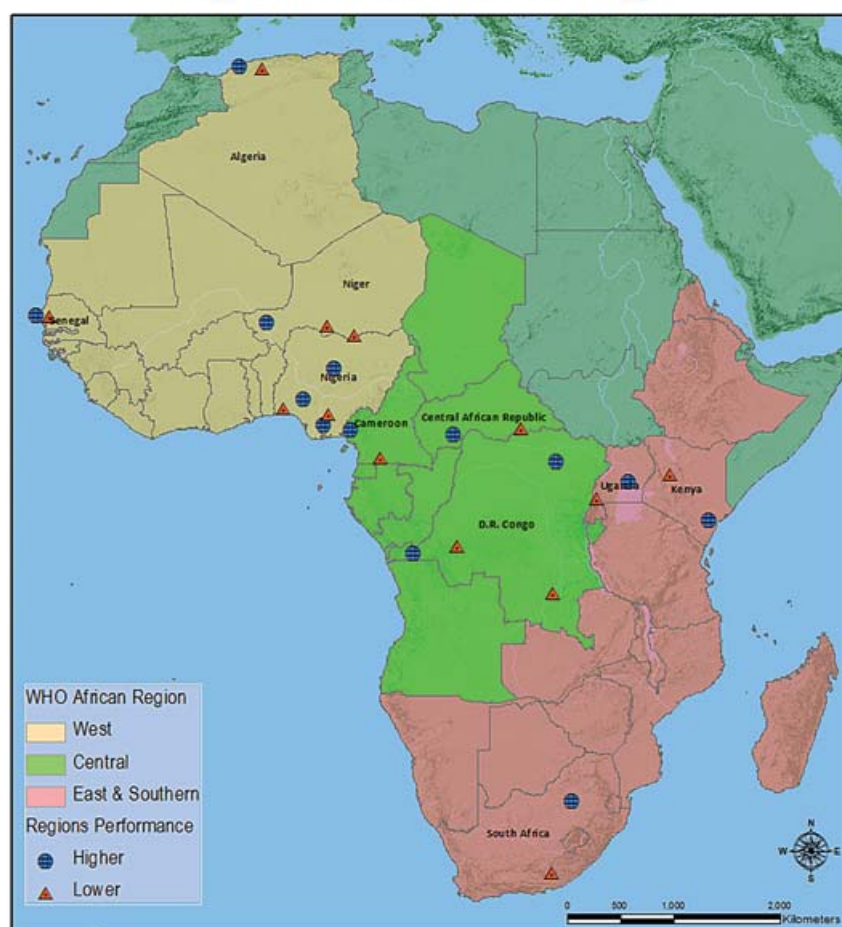 Algeria
Niger
Senegal
Nigeria
Cameroon
Central African Republic
Uganda
Kenya
D.R. Congo
South Africa
WHO African Region
West
Central
East & Southern
Regions Performance
Higher
Lower
N
W E
S
0 500 1,000 2,000
Kilometers